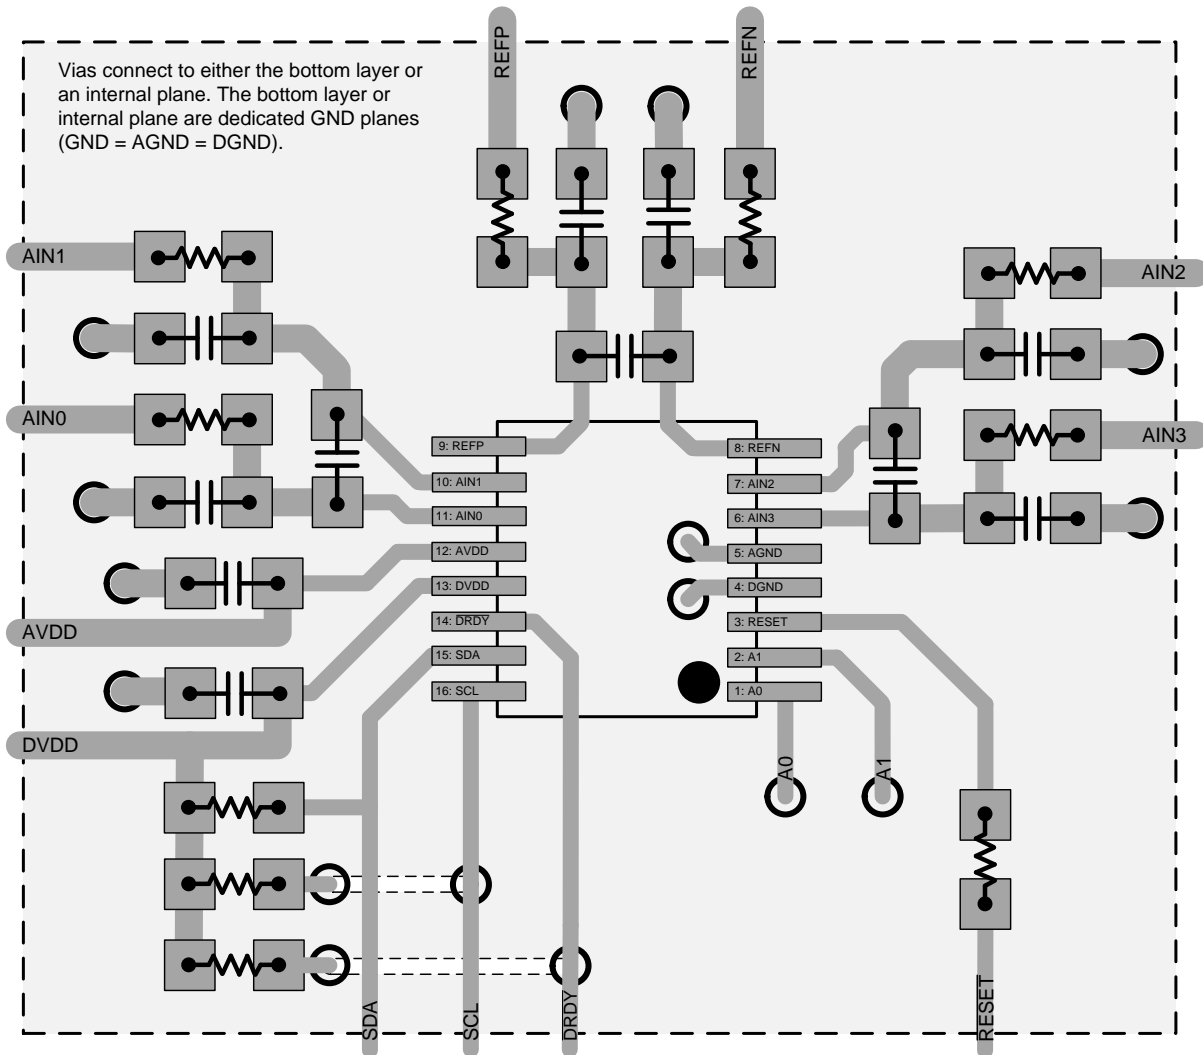 REFP
REFN
Vias connect to either the bottom layer or
an internal plane. The bottom layer or
internal plane are dedicated GND planes
(GND = AGND = DGND).
AIN1
AIN2
AIN0
AIN3
9: REFP
8: REFN
10: AIN1
7: AIN2
11: AIN0
6: AIN3
12: AVDD
5: AGND
13: DVDD
4: DGND
14: DRDY
3: RESET
15: SDA
2: A1
16: SCL
1: A0
AVDD
DVDD
A0
A1
SDA
SCL
DRDY
RESET